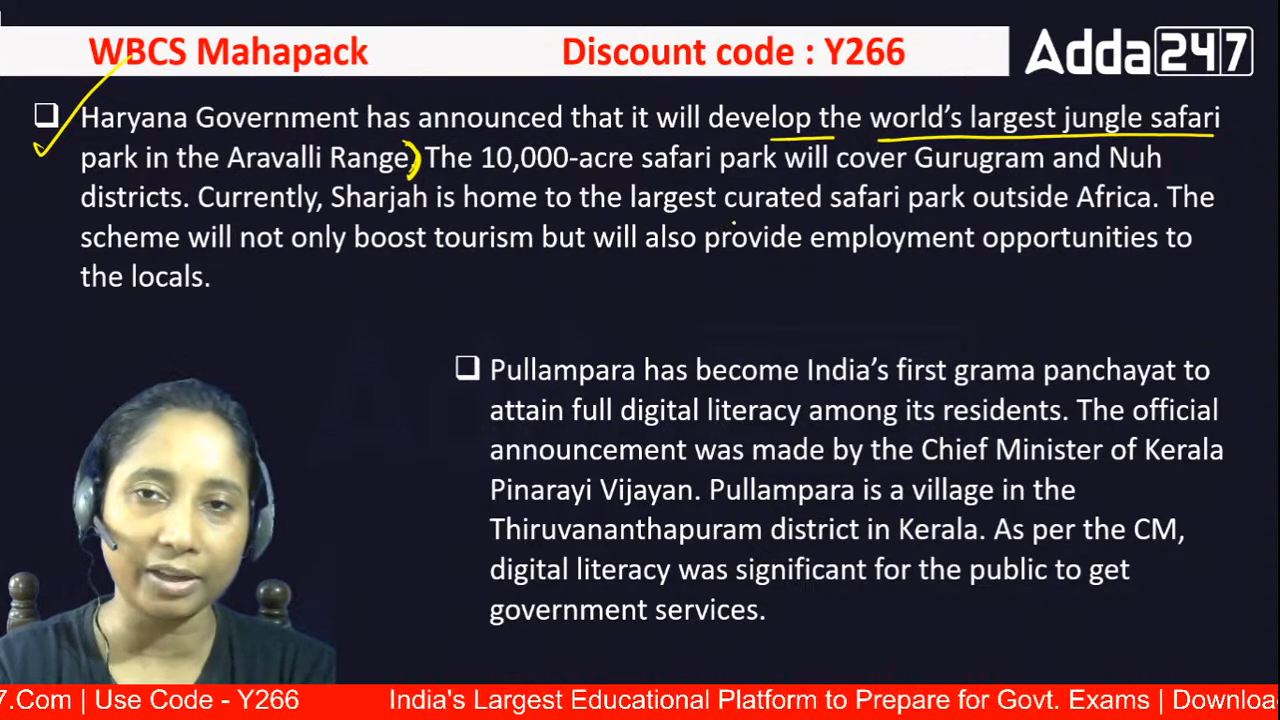 WBCS Mahapack Discount code : Y266 Adda247
Haryana Government has announced that it will develop the world's largest jungle safari
park in the Aravalli Range. The 10,000-acre safari park will cover Gurugram and Nuh
districts. Currently, Sharjah is home to the largest curated safari park outside Africa. The
scheme will not only boost tourism but will also provide employment opportunities to
the locals.
Pullampara has become India's first grama panchayat to
attain full digital literacy among its residents. The official
announcement was made by the Chief Minister of Kerala
Pinarayi Vijayan. Pullampara is a village in the
Thiruvananthapuram district in Kerala. As per the CM,
digital literacy was significant for the public to get
government services.
7.Com | Use Code - Y266 India's Largest Educational Platform to Prepare for Govt. Exams | Downloa